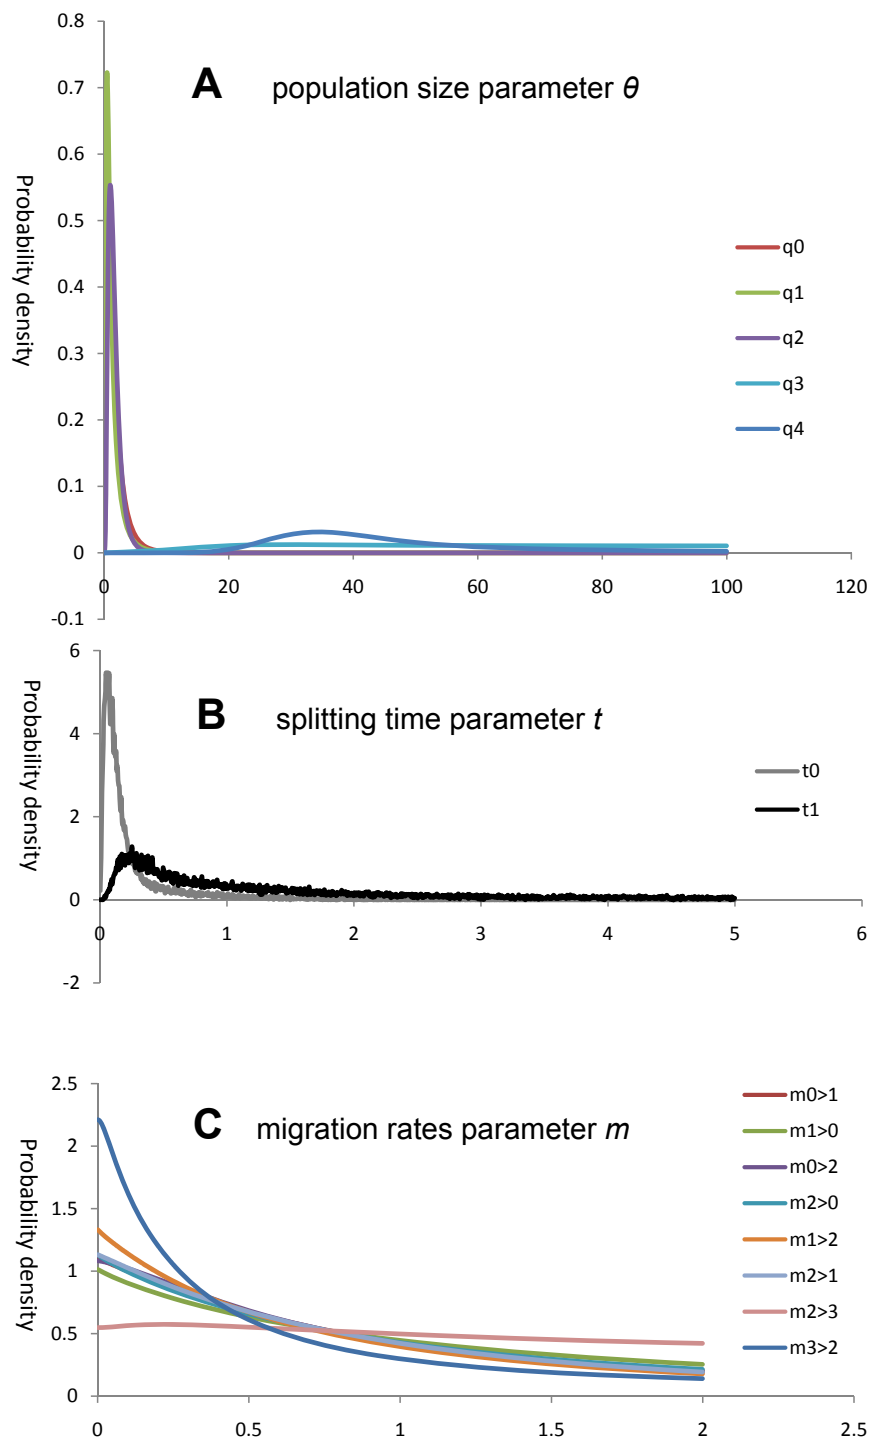 0.8
A population size parameter θ
0.7
0.6
0.5
0.4
0.3
0.2
0.1
0
-0.1
Probability density
q0
q1
q2
q3
q4
0 20 40 60 80 100 120
6
B splitting time parameter t
4
2
0
-2
Probability density
t0
t1
0 1 2 3 4 5 6
2.5
C migration rates parameter m
2
1.5
1
0.5
0
Probability density
m0>1
m1>0
m0>2
m2>0
m1>2
m2>1
m2>3
m3>2
0 0.5 1 1.5 2 2.5